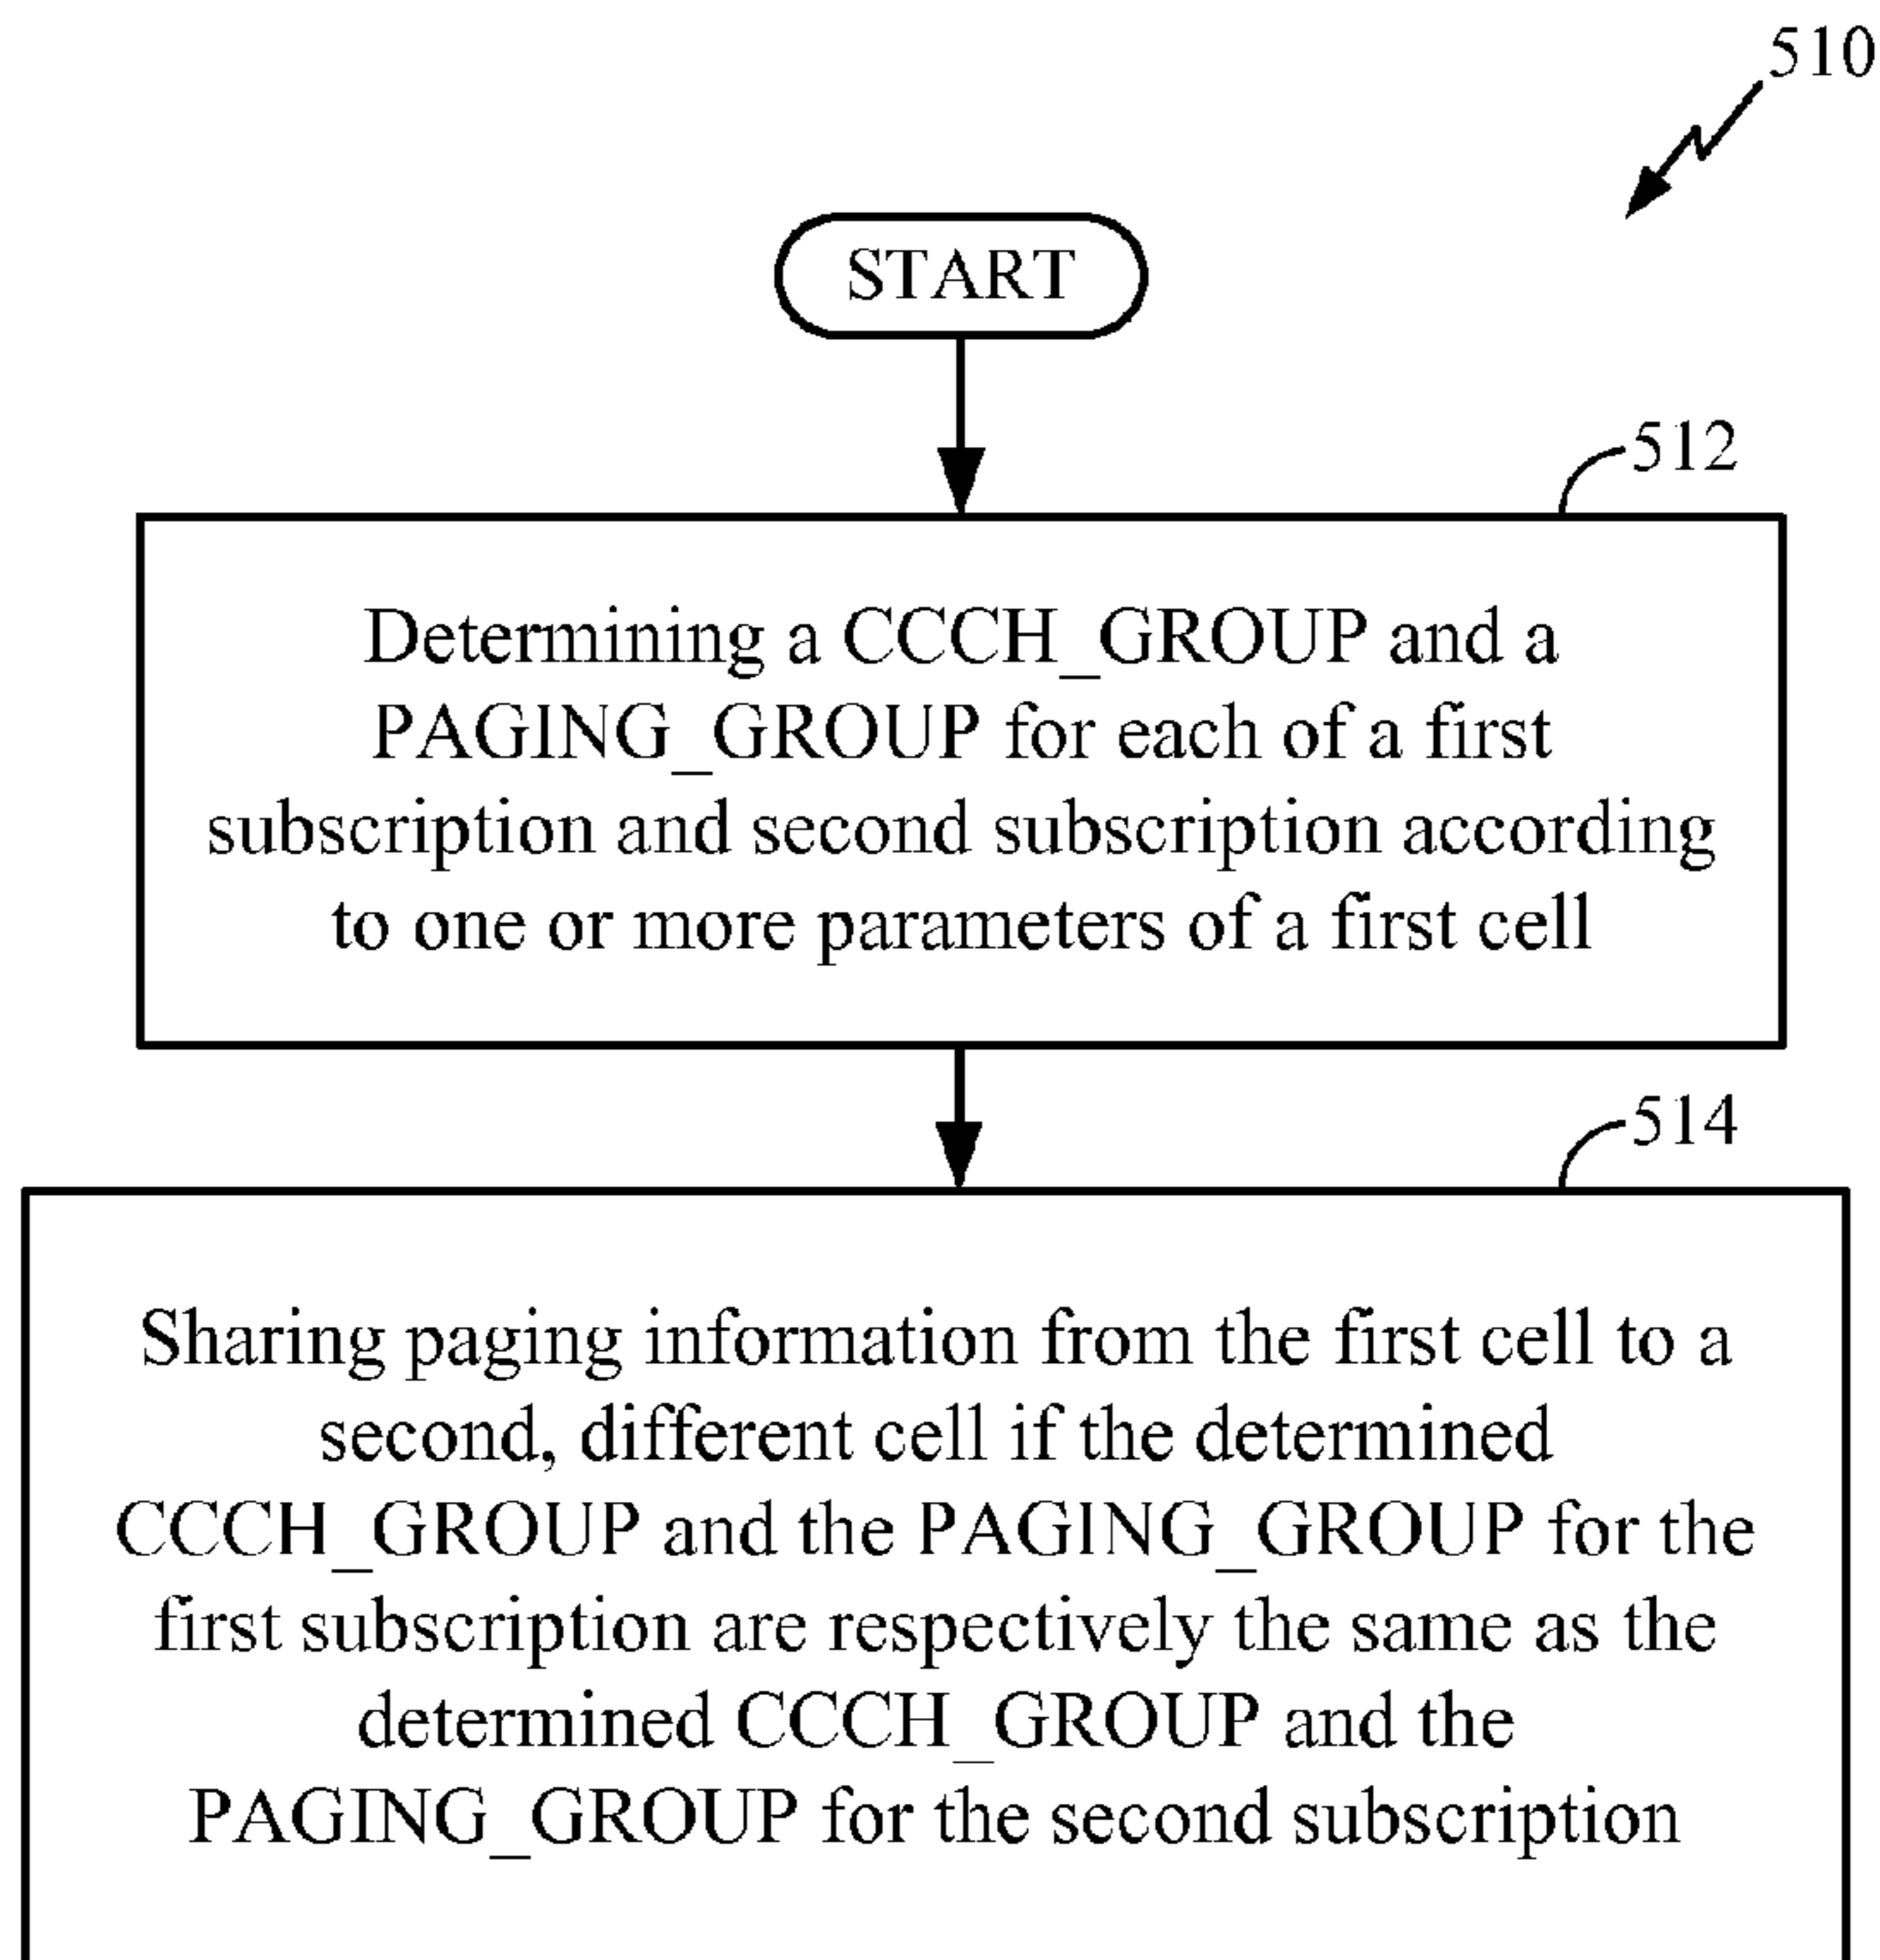 510
START
512
Determining a CCCH_GROUP and a
PAGING_GROUP for each of a first
subscription and second subscription according
to one or more parameters of a first cell
514
Sharing paging information from the first cell to a
second, different cell if the determined
CCCH_GROUP and the PAGING_GROUP for the
first subscription are respectively the same as the
determined CCCH_GROUP and the
PAGING_GROUP for the second subscription